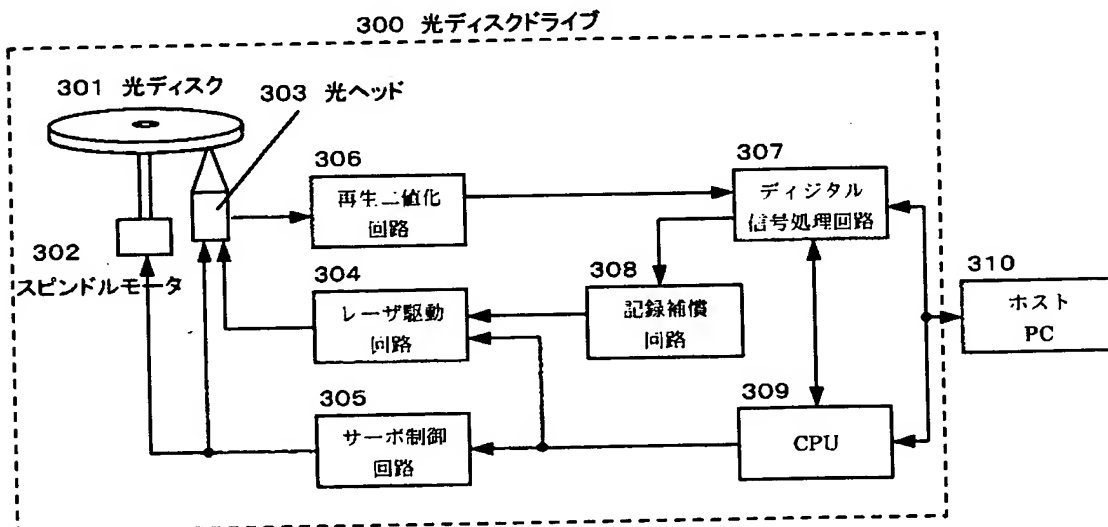 300 光ディスクドライブ
301 光ディスク
303 光ヘッド
306
再生二値化
回路
307
ディジタル
信号処理回路
302
スピンドルモータ
304
レーザ駆動
回路
308
記録補償
回路
310
ホスト
PC
305
サーボ制御
回路
309
CPU